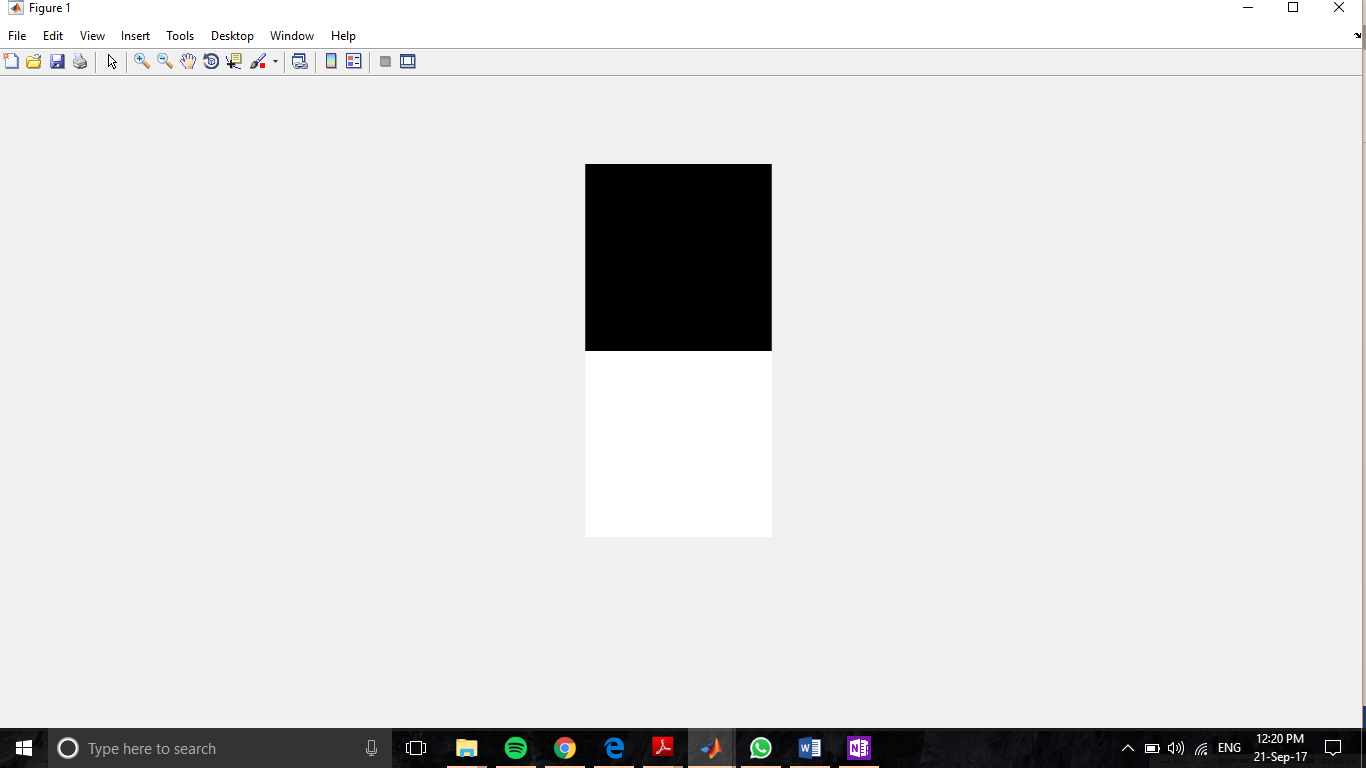 Figure 1
File Edit View Insert Tools Desktop Window Help
Type here to search
ENG
12:20 PM
21-Sep-17